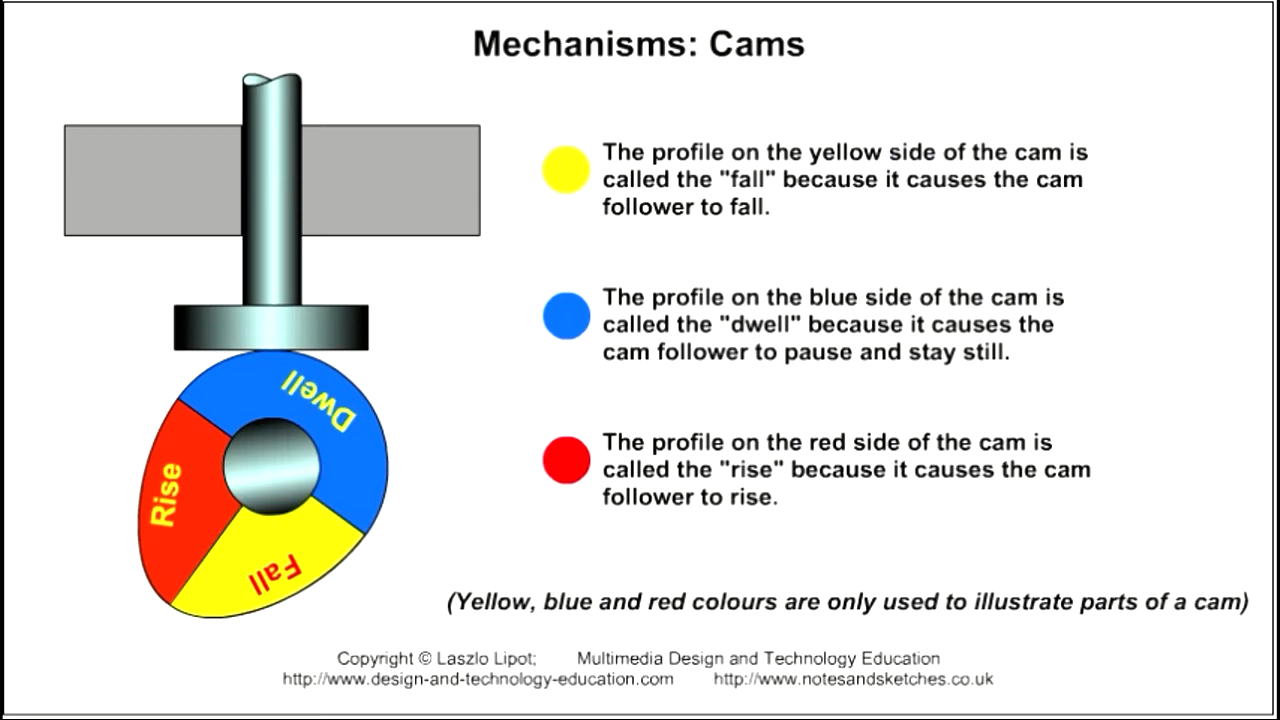 Mechanisms: Cams
The profile on the yellow side of the cam is
called the "fall" because it causes the cam
follower to fall.
The profile on the blue side of the cam is
called the "dwell" because it causes the
cam follower to pause and stay still.
The profile on the red side of the cam is
called the "rise" because it causes the cam
follower to rise.
Dwell
Rise
Fall
(Yellow, blue and red colours are only used to illustrate parts of a cam)
Copyright © Laszlo Lipot; Multimedia Design and Technology Education
http://www.design-and-technology-education.com http://www.notesandsketches.co.uk